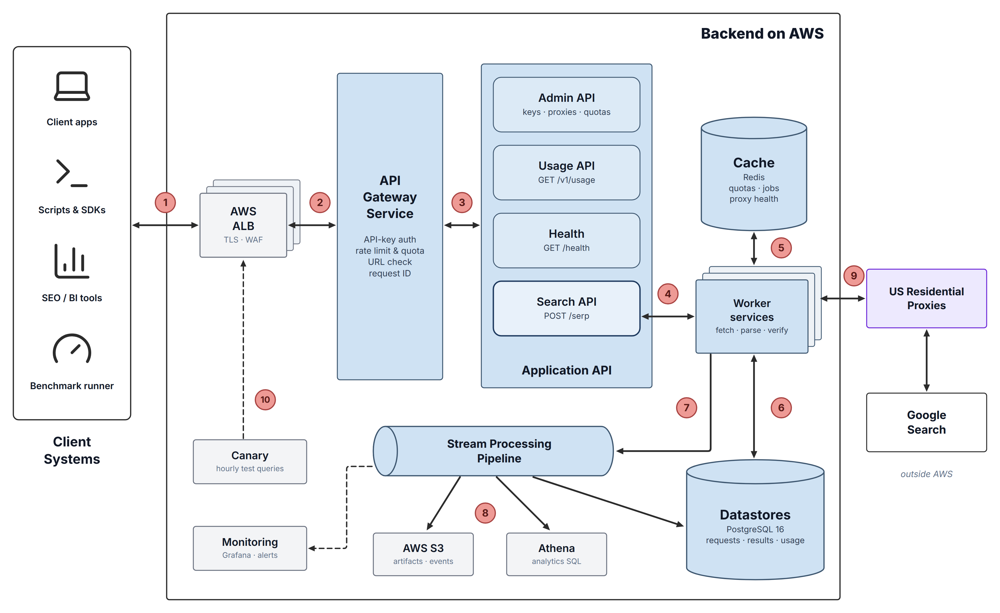 Backend on AWS
Client apps
Scripts & SDKs
SEO / BI tools
Benchmark runner
Client
Systems
1
AWS
ALB
TLS · WAF
2
API
Gateway
Service
API-key auth
rate limit & quota
URL check
request ID
3
Admin API
keys · proxies · quotas
Usage API
GET /v1/usage
Health
GET /health
Search API
POST /serp
Application API
4
Cache
Redis
quotas · jobs
proxy health
5
Worker
services
fetch · parse · verify
9
US Residential
Proxies
Google
Search
outside AWS
10
7
6
Canary
hourly test queries
Stream Processing
Pipeline
8
Monitoring
Grafana · alerts
AWS S3
artifacts · events
Athena
analytics SQL
Datastores
PostgreSQL 16
requests · results · usage